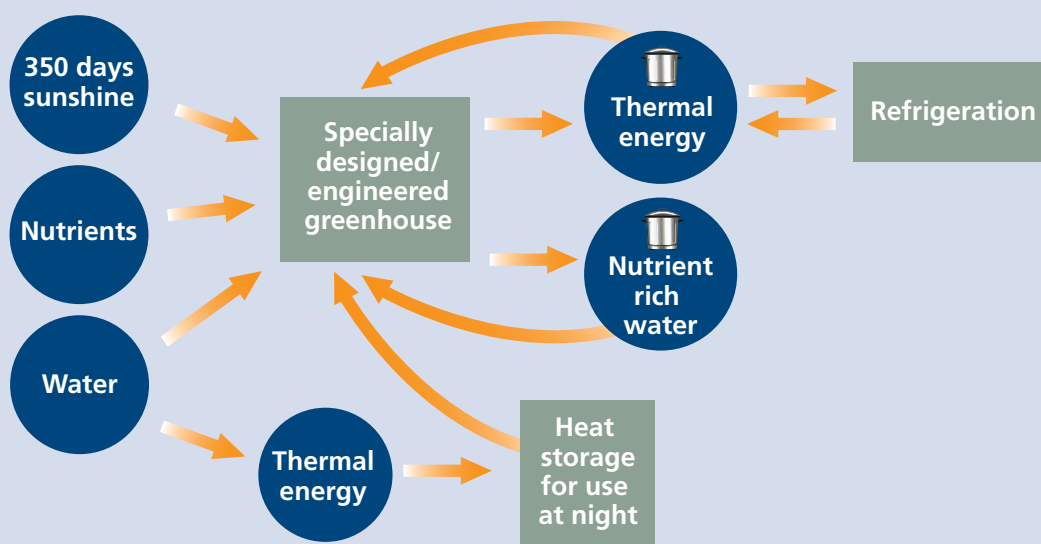 350 days
sunshine
Nutrients
Water
Specially
designed/
engineered
greenhouse
Thermal
energy
Refrigeration
Nutrient
rich
water
Thermal
energy
Heat
storage
for use
at night